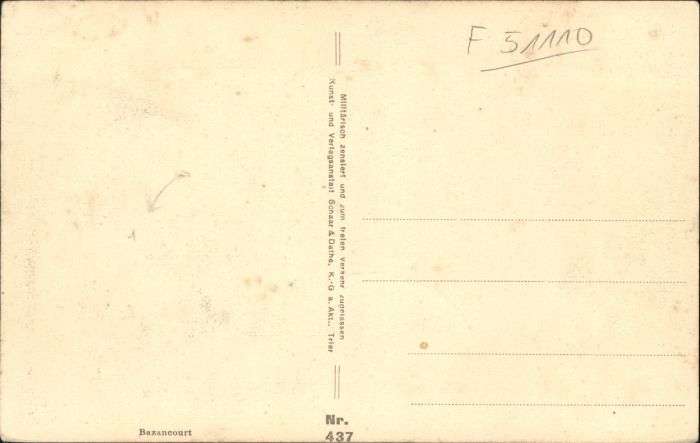 F 51110
Militärisch zensiert und zum freien Verkehr zugelassen
Kunst- und Verlagsanstalt Schaar & Dathe, K.-G a. Akt., Trier
Bazancourt
Nr.
437